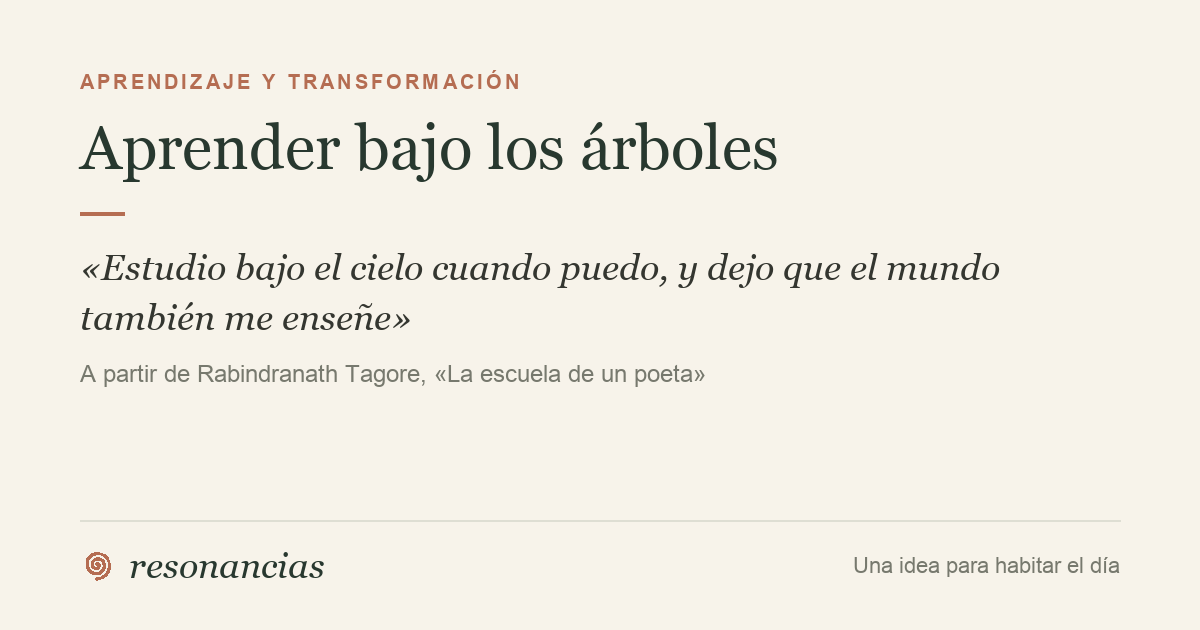 APRENDIZAJE Y TRANSFORMACIÓN
Aprender bajo los árboles
«Estudio bajo el cielo cuando puedo, y dejo que el mundo
también me enseñe»
A partir de Rabindranath Tagore, «La escuela de un poeta»
resonancias
Una idea para habitar el día